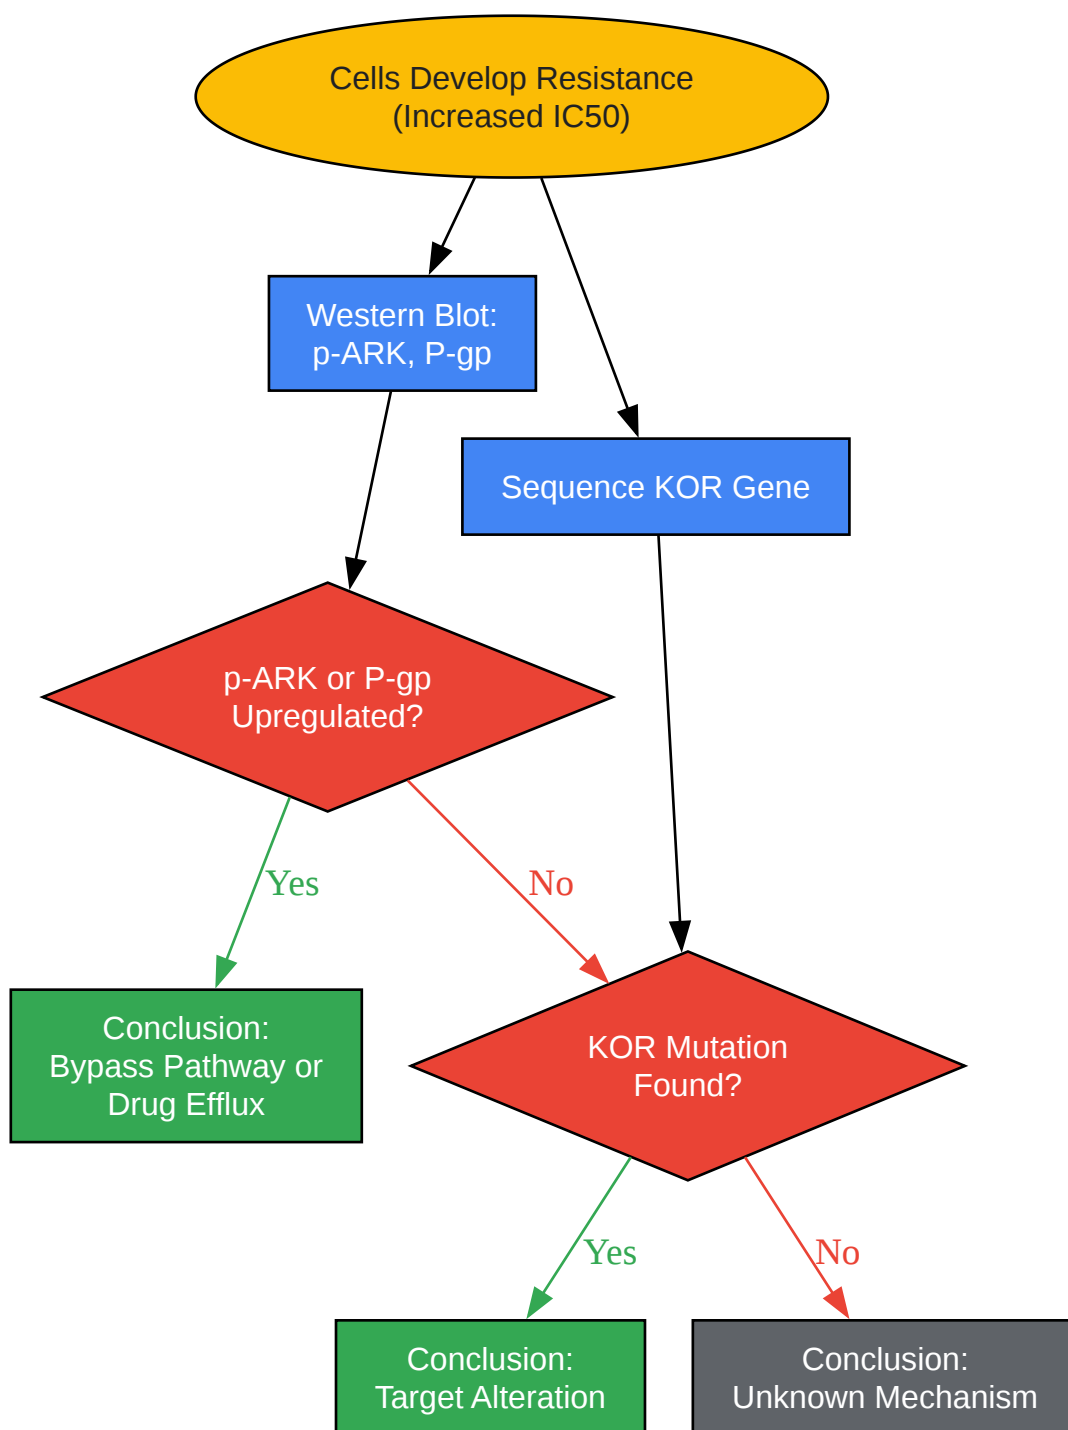 Cells Develop Resistance
(Increased IC50)
Western Blot:
p-ARK, P-gp
Sequence KOR Gene
p-ARK or P-gp
Upregulated?
Yes
No
Conclusion:
Bypass Pathway or
Drug Efflux
KOR Mutation
Found?
Yes
No
Conclusion:
Target Alteration
Conclusion:
Unknown Mechanism